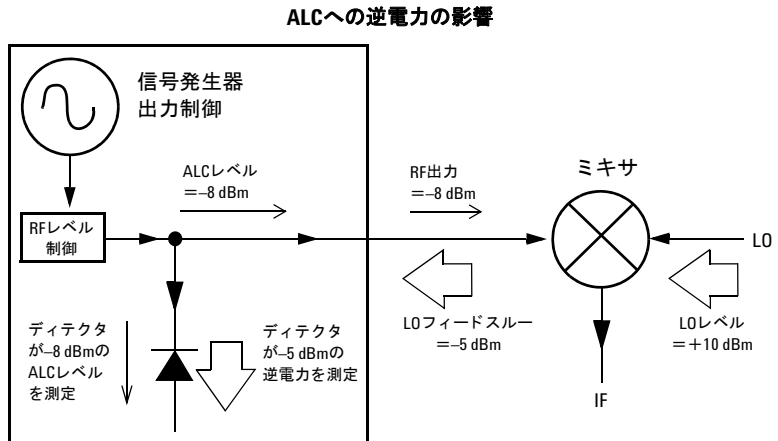 ALCへの逆電力の影響
信号発生器
出力制御
ALCレベル
＝–8 dBm
RF出力
＝–8 dBm
ミキサ
RFレベル
制御
LO
LOフィードスルー
＝–5 dBm
LOレベル
＝＋10 dBm
ディテクタ
が–8 dBmの
ALCレベル
を測定
ディテクタ
が–5 dBmの
逆電力を測定
IF